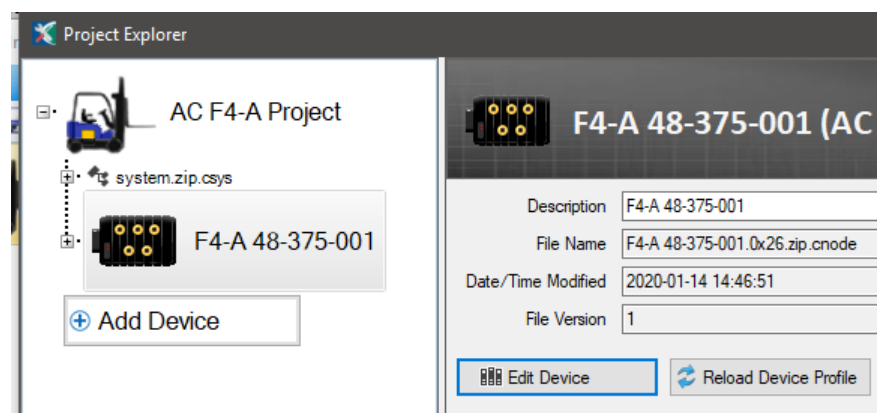 Project Explorer
AC F4-A Project
system.zip.csys
F4-A 48-375-001
Add Device
F4-A 48-375-001 (AC
Description F4-A 48-375-001
File Name F4-A 48-375-001.0x26.zip.cnode
Date/Time Modified 2020-01-14 14:46:51
File Version 1
Edit Device Reload Device Profile